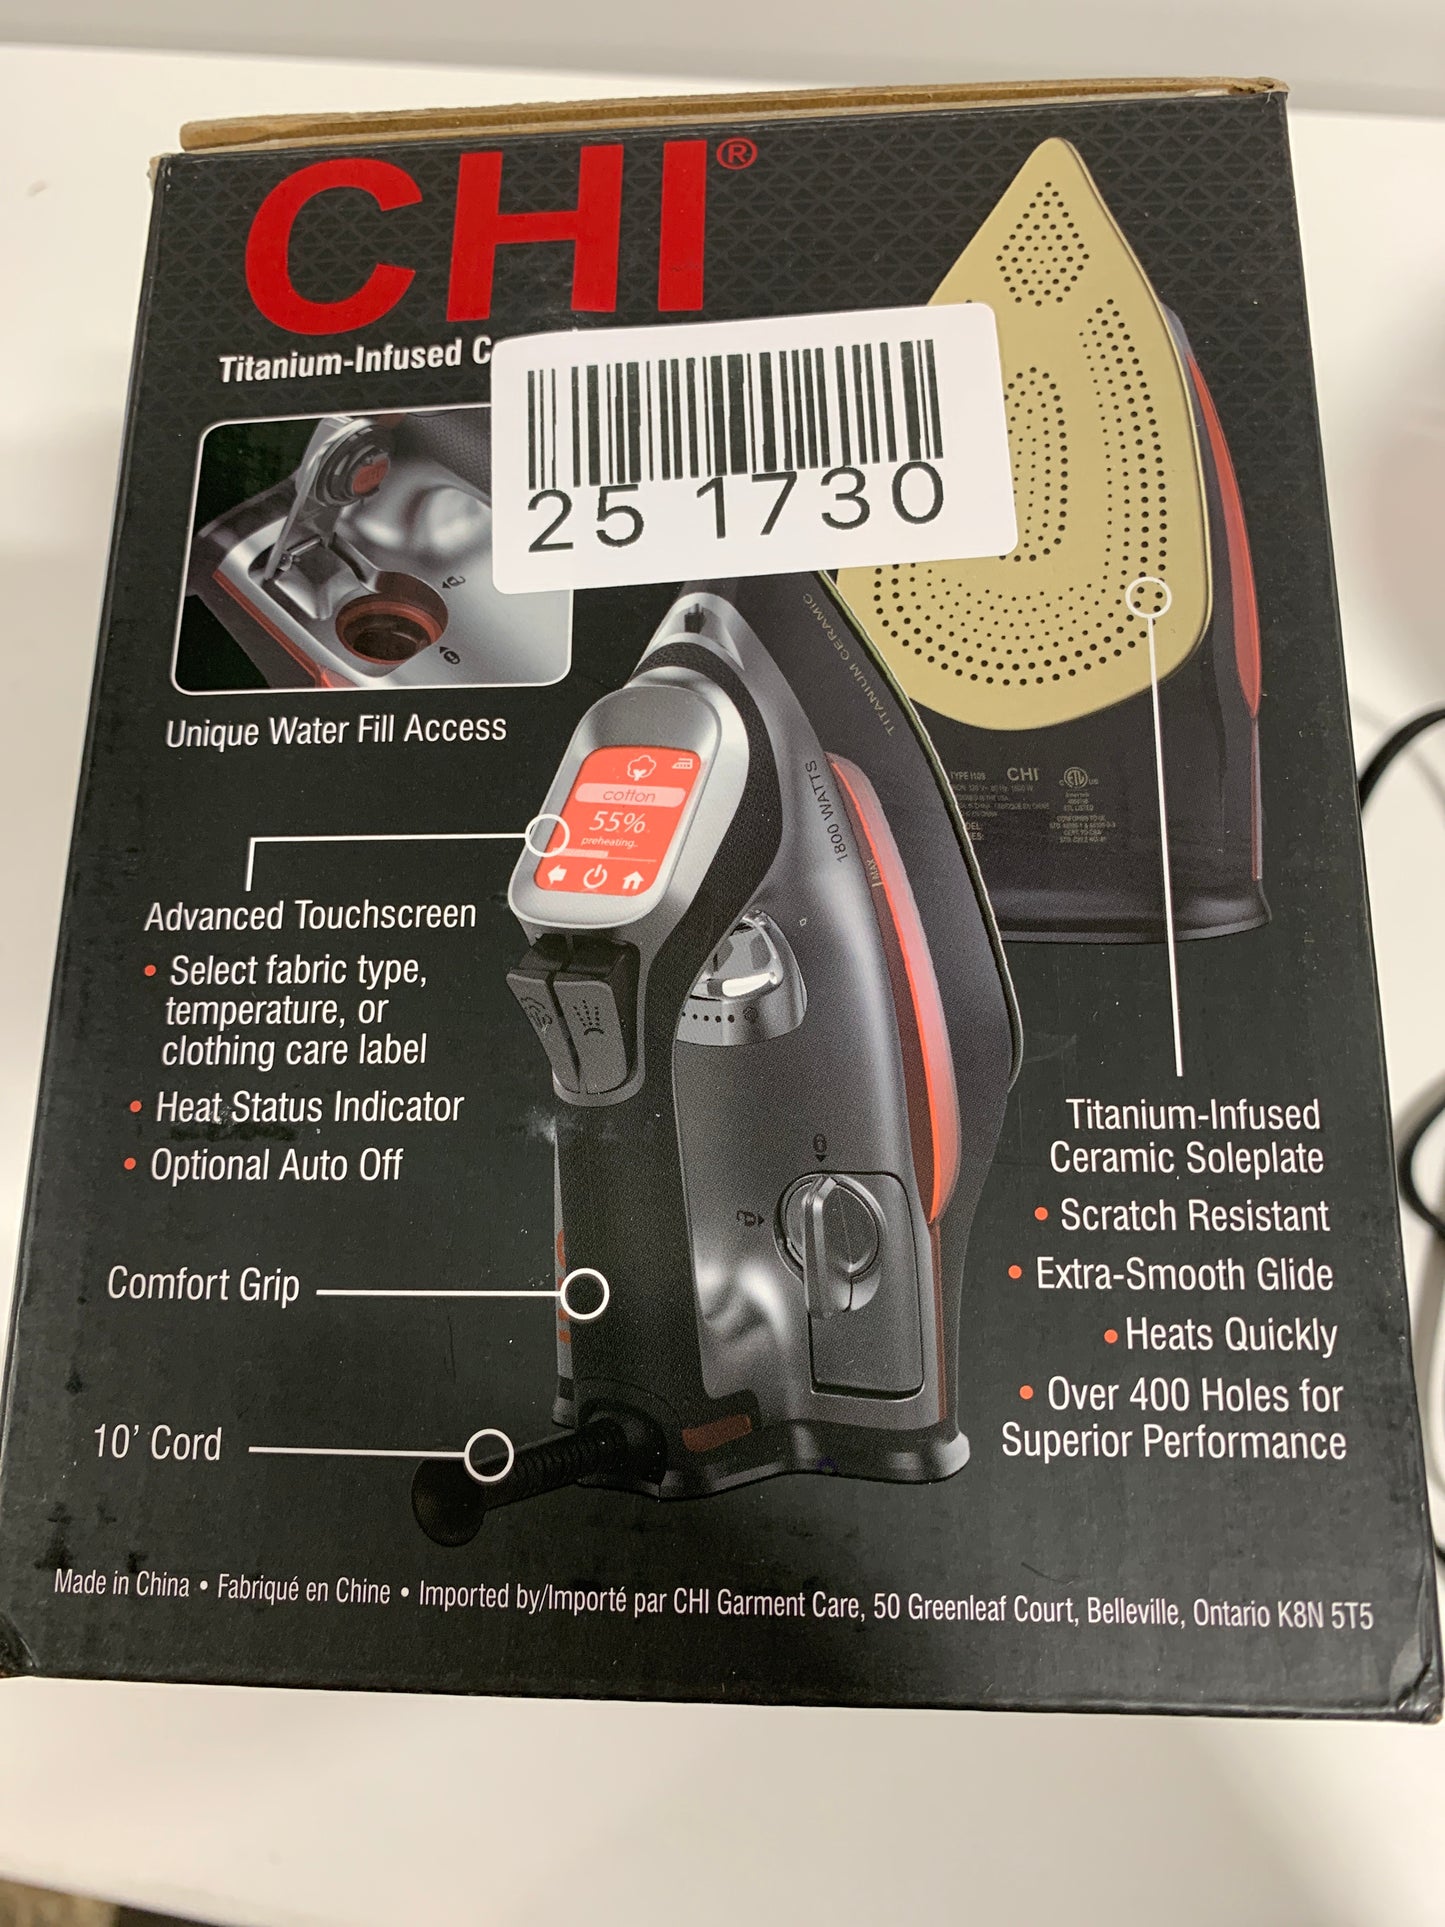 CHI®
Titanium-Infused C
25 1730
Unique Water Fill Access
TITANIUM CERAMIC
1800 WATTS
MAX
CHI
cotton
55%
preheating..
Advanced Touchscreen
• Select fabric type,
temperature, or
clothing care label
• Heat Status Indicator
• Optional Auto Off
Titanium-Infused
Ceramic Soleplate
• Scratch Resistant
• Extra-Smooth Glide
• Heats Quickly
• Over 400 Holes for
Superior Performance
Comfort Grip
10' Cord
Made in China • Fabriqué en Chine • Imported by/Importé par CHI Garment Care, 50 Greenleaf Court, Belleville, Ontario K8N 5T5